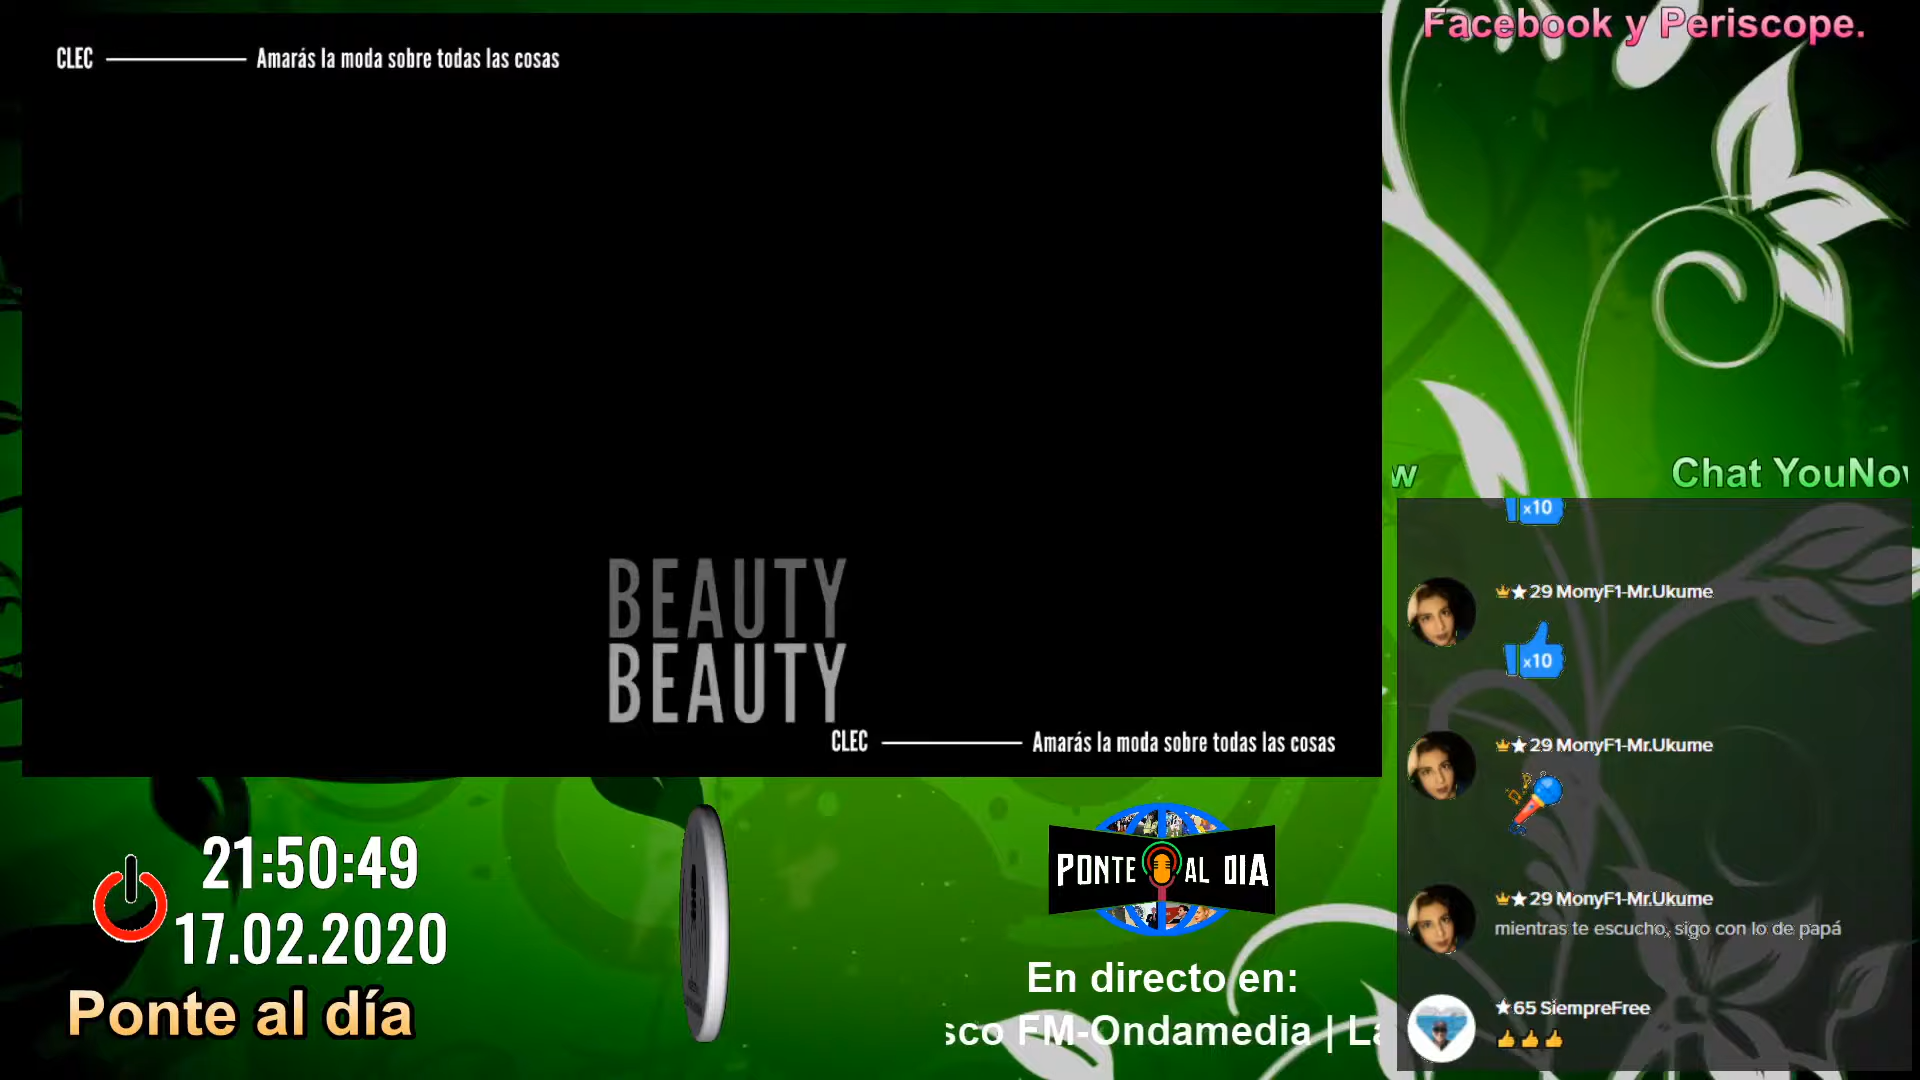 Facebook y Periscope.
CLEC Amarás la moda sobre todas las cosas
w Chat YouNow
x10
BEAUTY
BEAUTY
CLEC Amarás la moda sobre todas las cosas
29 MonyF1-Mr.Ukume
x10
29 MonyF1-Mr.Ukume
29 MonyF1-Mr.Ukume
mientras te escucho, sigo con lo de papá
65 SiempreFree
21:50:49
17.02.2020
Ponte al día
PONTE AL DIA
En directo en:
sco FM-Ondamedia | La